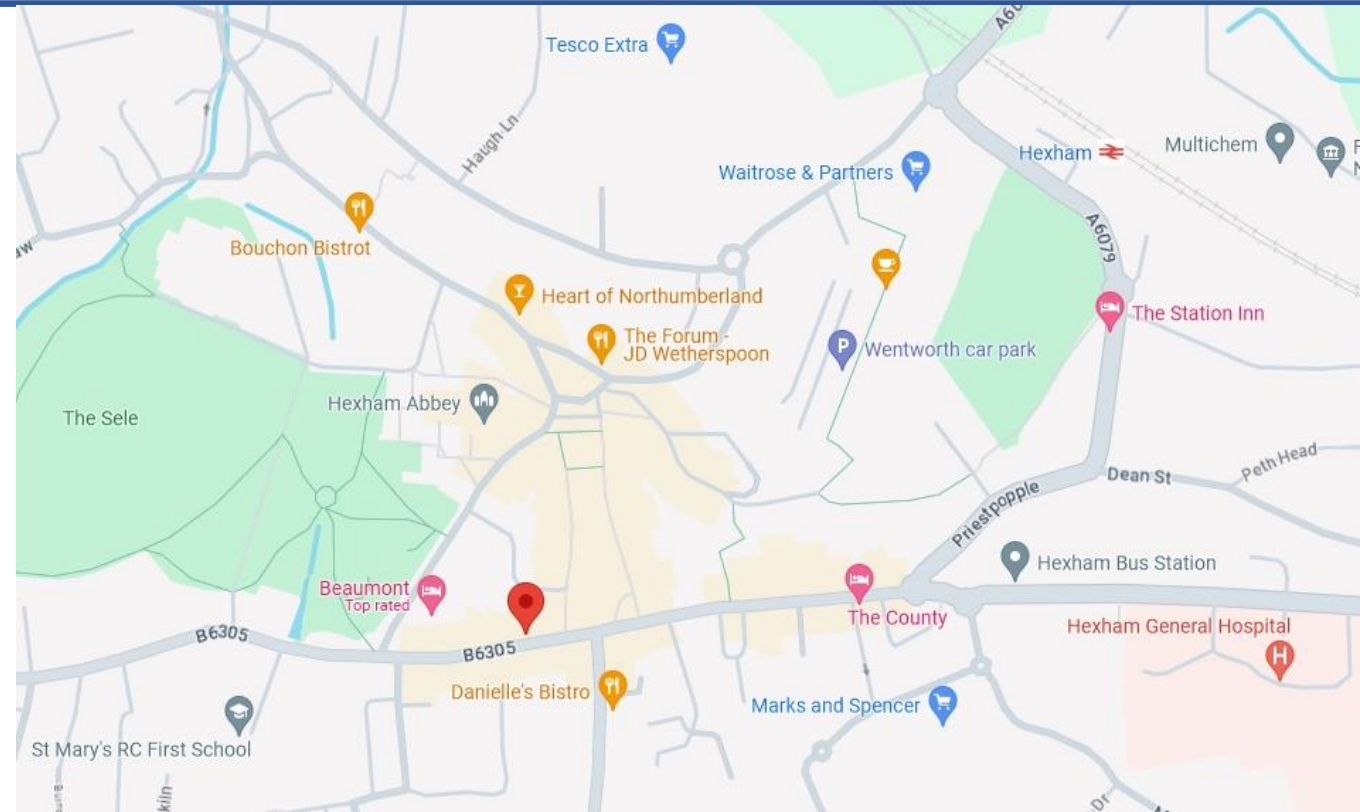 A60
Tesco Extra
Haugh Ln
Hexham
Multichem
Waitrose & Partners
A6079
Bouchon Bistrot
Heart of Northumberland
The Station Inn
The Forum -
JD Wetherspoon
P
Wentworth car park
Hexham Abbey
The Sele
Peth Head
Dean St
Priestpopple
Hexham Bus Station
Beaumont
Top rated
The County
B6305
Hexham General Hospital
B6305
H
Danielle's Bistro
Marks and Spencer
St Mary's RC First School